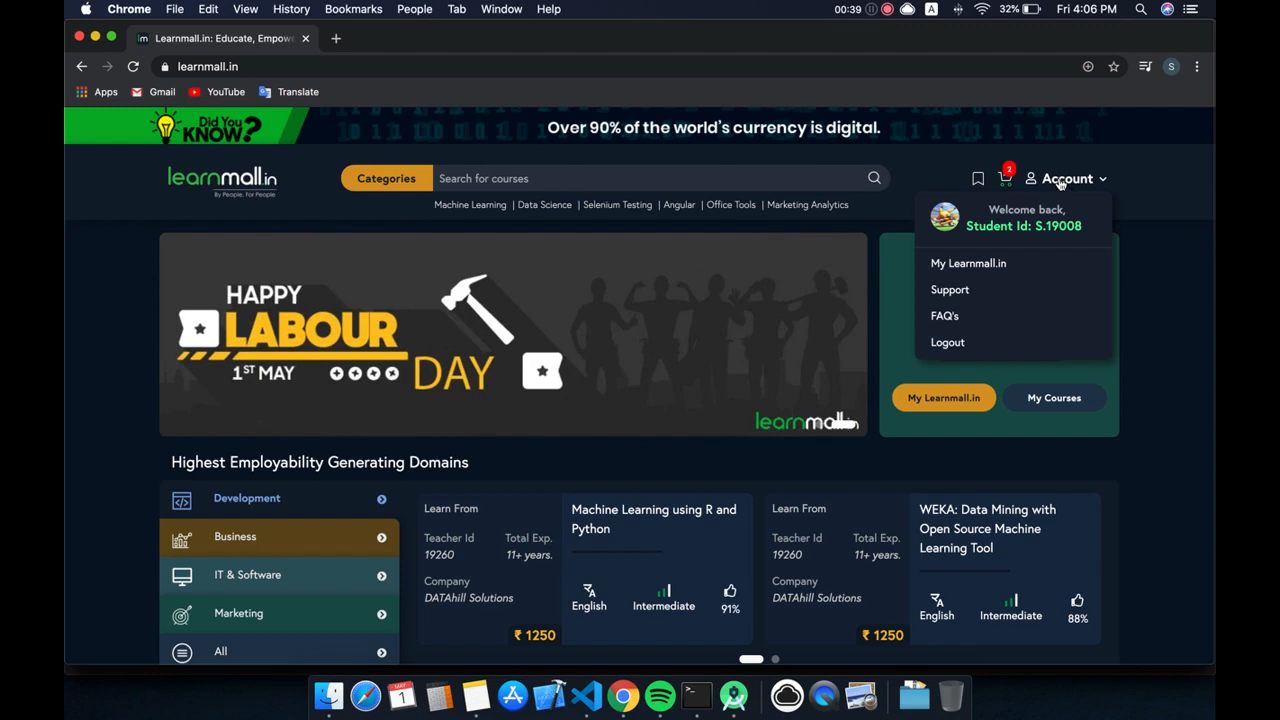 Chrome File Edit View History Bookmarks People Tab Window Help
00:39 A 32% Fri 4:06 PM
Learnmall.in: Educate, Empow
learnmall.in
S
Apps Gmail YouTube Translate
Did You KNOW?
Over 90% of the world's currency is digital.
learnmall.in
By People, For People
Categories Search for courses
2
Account
Machine Learning | Data Science | Selenium Testing | Angular | Office Tools | Marketing Analytics
Welcome back,
Student Id: S.19008
My Learnmall.in
Support
FAQ's
Logout
HAPPY
LABOUR
DAY
1ST MAY
My Learnmall.in My Courses
Highest Employability Generating Domains
Development
Business
IT & Software
Marketing
All
Learn From
Teacher Id Total Exp.
19260 11+ years.
Company
DATAhill Solutions
₹ 1250
Machine Learning using R and
Python
English Intermediate 91%
Learn From
Teacher Id Total Exp.
19260 11+ years.
Company
DATAhill Solutions
₹ 1250
WEKA: Data Mining with
Open Source Machine
Learning Tool
English Intermediate 88%
MAY
1